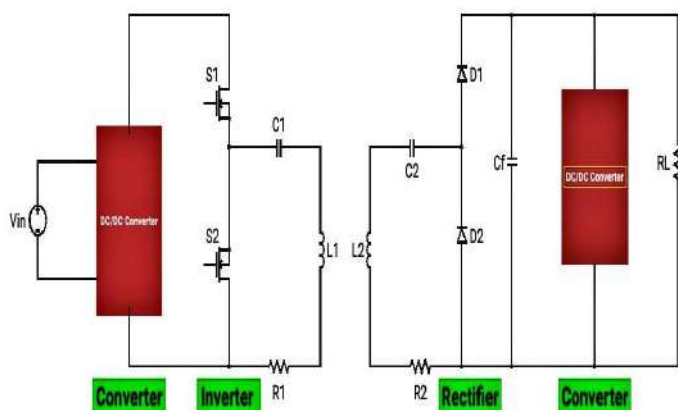 S1
C1
D1
Vin
DC/DC Converter
C2
Cf
DC/DC Converter
RL
S2
L1
L2
D2
R1
R2
Converter
Inverter
Rectifier
Converter